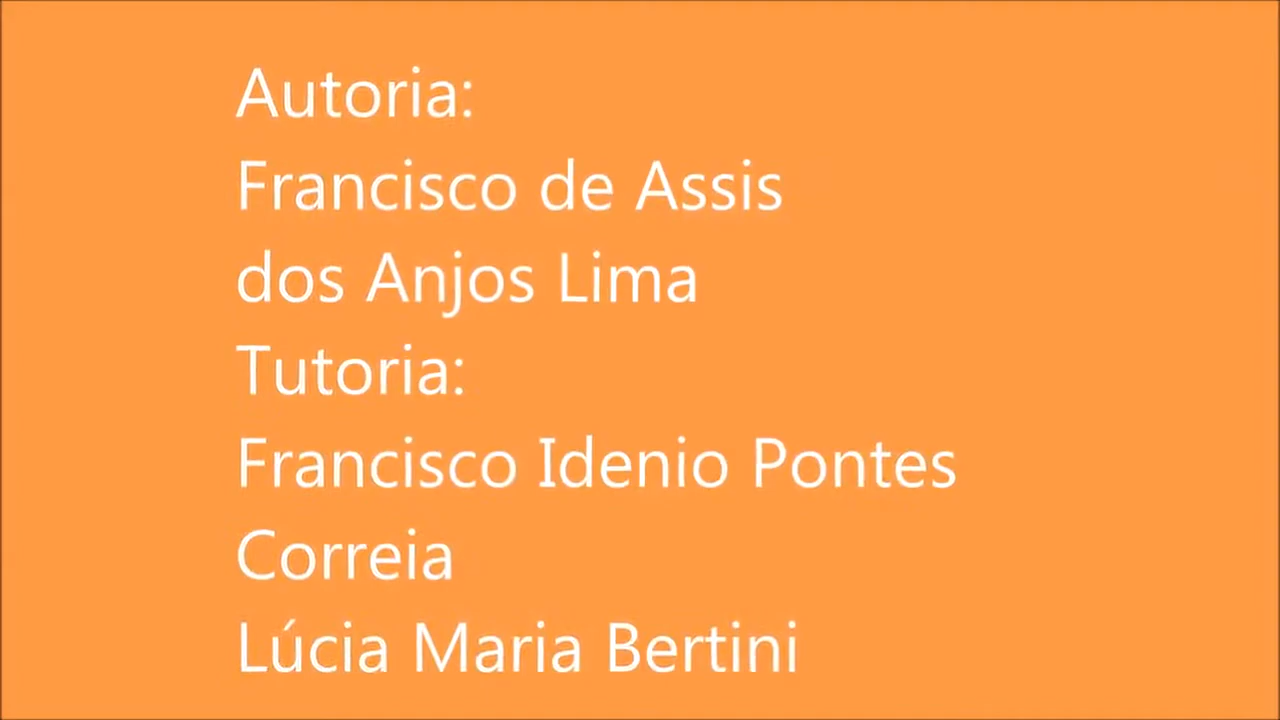 Autoria:
Francisco de Assis
dos Anjos Lima
Tutoria:
Francisco Idenio Pontes
Correia
Lúcia Maria Bertini